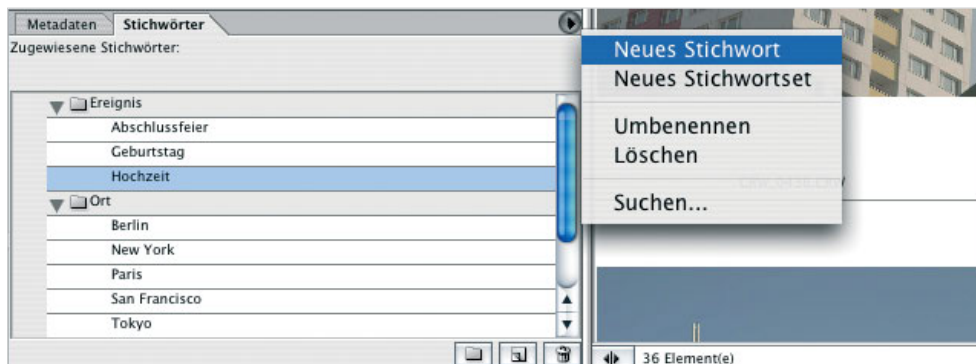 Metadaten Stichwörter
Zugewiesene Stichwörter:
Ereignis
Abschlussfeier
Geburtstag
Hochzeit
Ort
Berlin
New York
Paris
San Francisco
Tokyo
Neues Stichwort
Neues Stichwortset
Umbenennen
Löschen
Suchen...
36 Element(e)